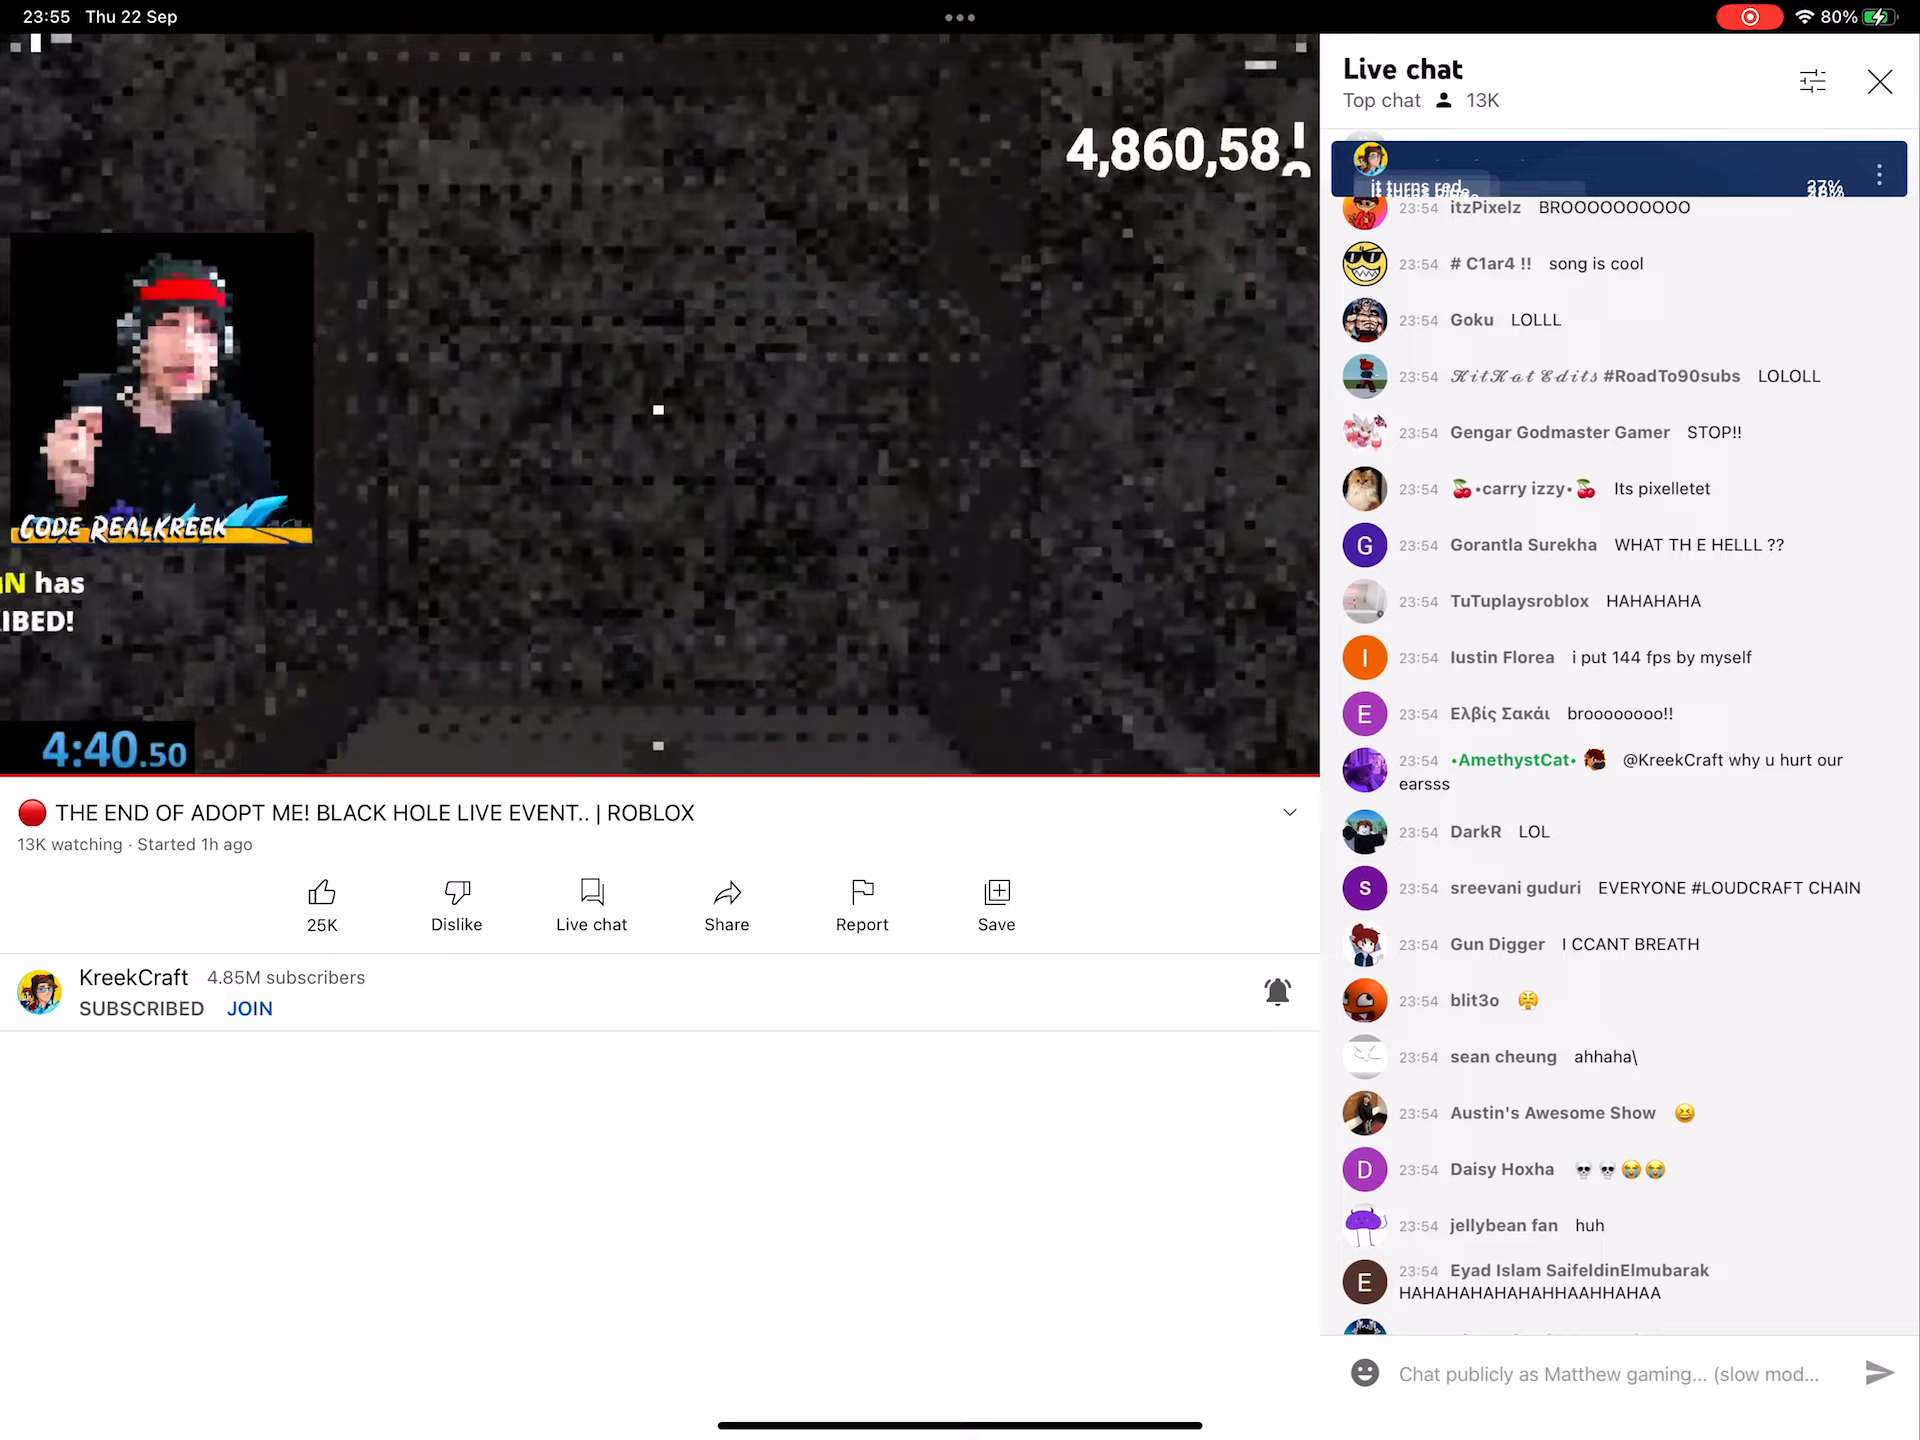 23:55 Thu 22 Sep
80%
4,860,58
CODE REALKREEK
N has
IBED!
4:40.50
THE END OF ADOPT ME! BLACK HOLE LIVE EVENT.. | ROBLOX
13K watching · Started 1h ago
25K
Dislike
Live chat
Share
Report
Save
KreekCraft 4.85M subscribers
SUBSCRIBED JOIN
Live chat
Top chat 13K
it turns red
37%
23:54 itzPixelz BROOOOOOOOOO
23:54 # C1ar4 !! song is cool
23:54 Goku LOLLL
23:54 𝒦𝒾𝓉𝒦𝒶𝓉 ℰ𝒹𝒾𝓉𝓈 #RoadTo90subs LOLOLL
23:54 Gengar Godmaster Gamer STOP!!
23:54 🍒•carry izzy•🍒 Its pixelletet
G
23:54 Gorantla Surekha WHAT TH E HELLL ??
23:54 TuTuplaysroblox HAHAHAHA
I
23:54 Iustin Florea i put 144 fps by myself
E
23:54 Ελβίς Σακάι broooooooo!!
23:54 •AmethystCat• @KreekCraft why u hurt our
earsss
23:54 DarkR LOL
S
23:54 sreevani guduri EVERYONE #LOUDCRAFT CHAIN
23:54 Gun Digger I CCANT BREATH
23:54 blit3o 😤
23:54 sean cheung ahhaha\
23:54 Austin's Awesome Show 😆
D
23:54 Daisy Hoxha 💀💀😭😭
23:54 jellybean fan huh
E
23:54 Eyad Islam SaifeldinElmubarak
HAHAHAHAHAHAHHAAHHAHAA
Chat publicly as Matthew gaming... (slow mod...